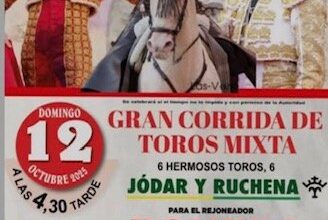 Se celebrará si el tiempo no lo impide y con permiso de la Autoridad
DOMINGO
12
OCTUBRE 2025
A LAS 4,30 TARDE
GRAN CORRIDA DE
TOROS MIXTA
6 HERMOSOS TOROS, 6
JÓDAR Y RUCHENA
PARA EL REJONEADOR